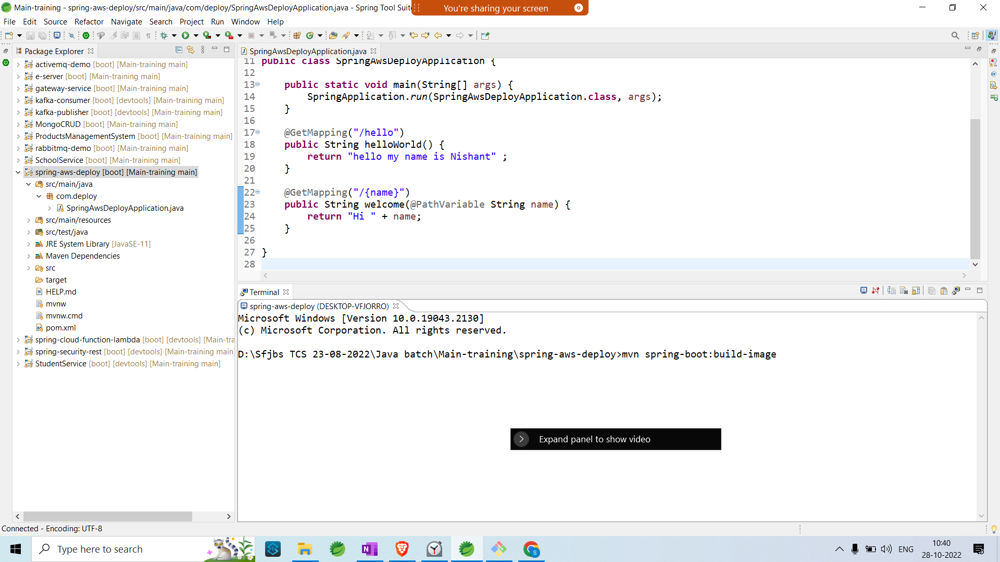 Main-training - spring-aws-deploy/src/main/java/com/deploy/SpringAwsDeployApplication.java - Spring Tool Suite
You're sharing your screen
File Edit Source Refactor Navigate Search Project Run Window Help
Package Explorer
activemq-demo [boot] [Main-training main]
e-server [boot] [Main-training main]
gateway-service [boot] [Main-training main]
kafka-consumer [boot] [devtools] [Main-training main]
kafka-publisher [boot] [devtools] [Main-training main]
MongoCRUD [boot] [Main-training main]
ProductsManagementSystem [boot] [Main-training main]
rabbitmq-demo [boot] [Main-training main]
SchoolService [boot] [Main-training main]
spring-aws-deploy [boot] [Main-training main]
src/main/java
com.deploy
SpringAwsDeployApplication.java
src/main/resources
src/test/java
JRE System Library [JavaSE-11]
Maven Dependencies
src
target
HELP.md
mvnw
mvnw.cmd
pom.xml
spring-cloud-function-lambda [boot] [devtools] [Main-tra
spring-security-rest [boot] [devtools] [Main-training main]
StudentService [boot] [devtools] [Main-training main]
SpringAwsDeployApplication.java
11 public class SpringAwsDeployApplication {
12
13 public static void main(String[] args) {
14 SpringApplication.run(SpringAwsDeployApplication.class, args);
15 }
16
17 @GetMapping("/hello")
18 public String helloWorld() {
19 return "hello my name is Nishant" ;
20 }
21
22 @GetMapping("/{name}")
23 public String welcome(@PathVariable String name) {
24 return "Hi " + name;
25 }
26
27 }
28
Terminal
spring-aws-deploy (DESKTOP-VFJORRO)
Microsoft Windows [Version 10.0.19043.2130]
(c) Microsoft Corporation. All rights reserved.
D:\Sfjbs TCS 23-08-2022\Java batch\Main-training\spring-aws-deploy>mvn spring-boot:build-image
Expand panel to show video
Connected - Encoding: UTF-8
Type here to search
ENG
10:40
28-10-2022